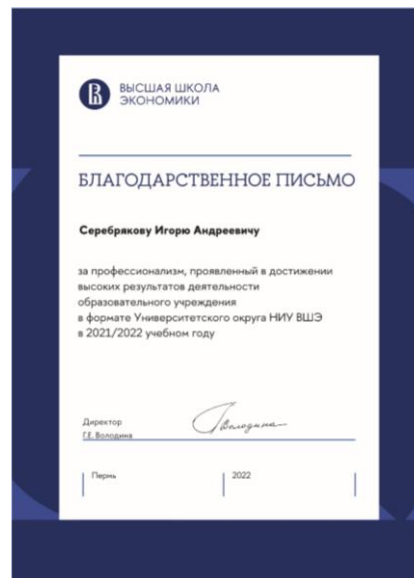 ВЫСШАЯ ШКОЛА
ЭКОНОМИКИ
БЛАГОДАРСТВЕННОЕ ПИСЬМО
Серебрякову Игорю Андреевичу
за профессионализм, проявленный в достижении
высоких результатов деятельности
образовательного учреждения
в формате Университетского округа НИУ ВШЭ
в 2021/2022 учебном году
Директор
Г.Е. Володина
Володина
Пермь
2022